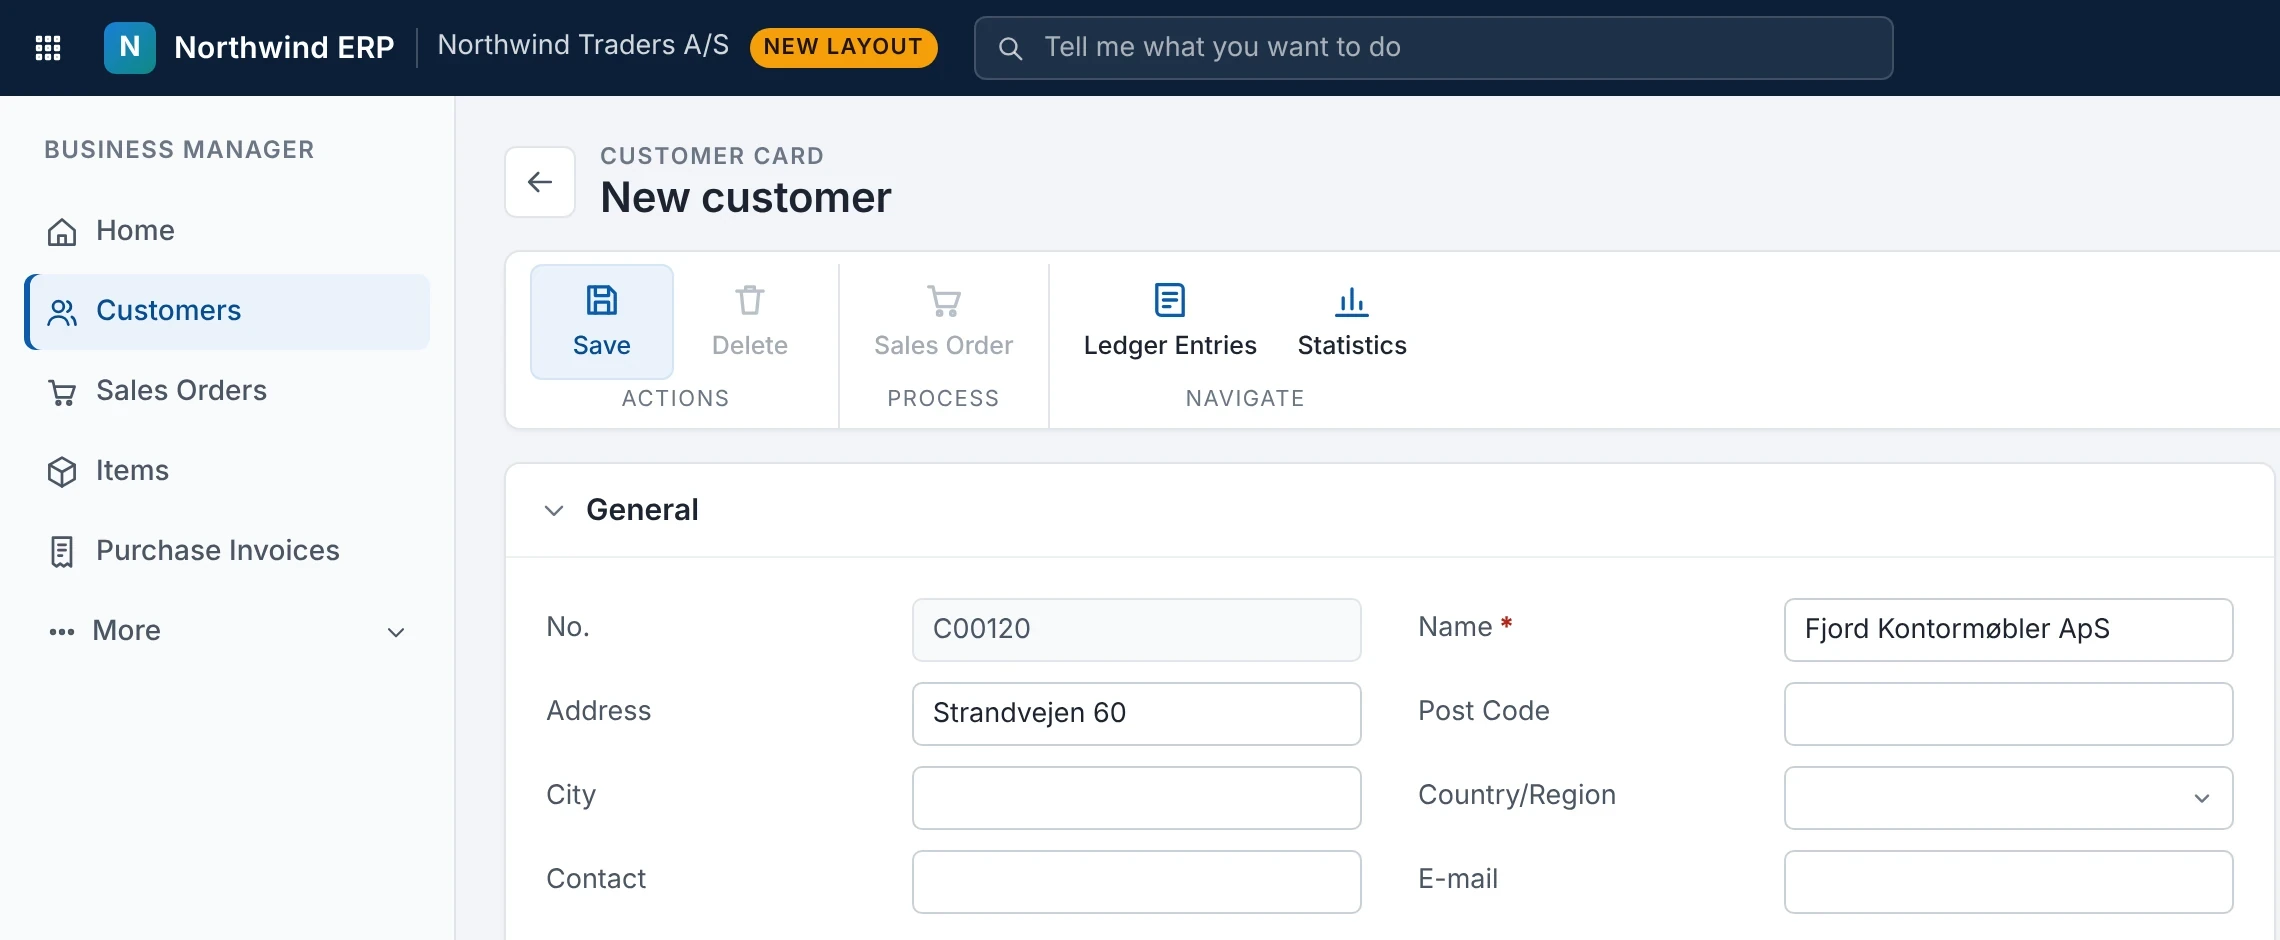 N Northwind ERP Northwind Traders A/S NEW LAYOUT Tell me what you want to do
BUSINESS MANAGER
Home
Customers
Sales Orders
Items
Purchase Invoices
More
CUSTOMER CARD
New customer
Save Delete Sales Order Ledger Entries Statistics
ACTIONS PROCESS NAVIGATE
General
No. C00120 Name * Fjord Kontormøbler ApS
Address Strandvejen 60 Post Code
City Country/Region
Contact E-mail